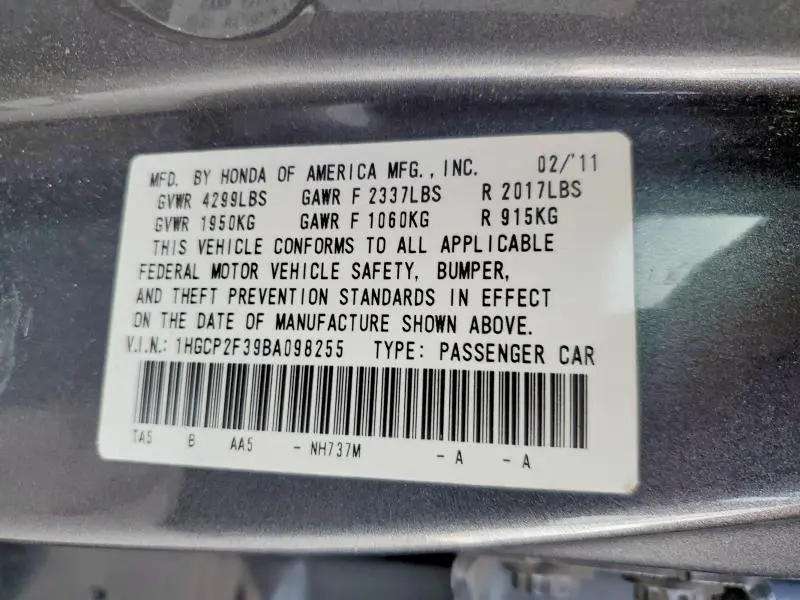 MFD. BY HONDA OF AMERICA MFG., INC. 02/'11
GVWR 4299LBS GAWR F 2337LBS R 2017LBS
GVWR 1950KG GAWR F 1060KG R 915KG
THIS VEHICLE CONFORMS TO ALL APPLICABLE
FEDERAL MOTOR VEHICLE SAFETY, BUMPER,
AND THEFT PREVENTION STANDARDS IN EFFECT
ON THE DATE OF MANUFACTURE SHOWN ABOVE.
V.I.N.: 1HGCP2F39BA098255 TYPE: PASSENGER CAR
TA5 B AA5 - NH737M - A - A